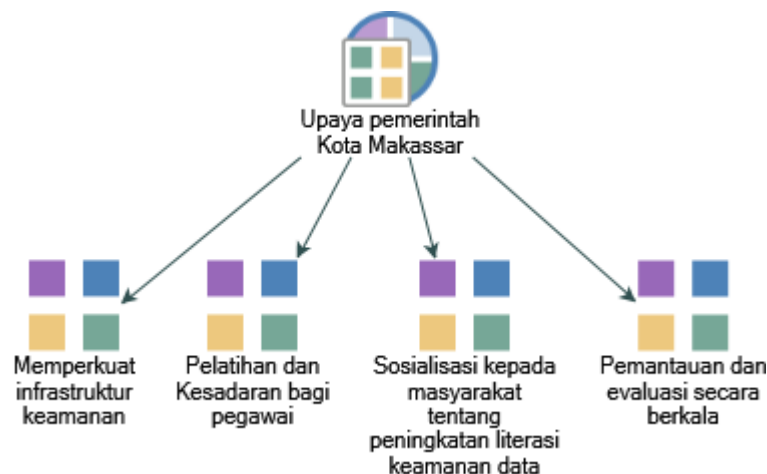 Upaya pemerintah
Kota Makassar
Memperkuat
infrastruktur
keamanan
Pelatihan dan
Kesadaran bagi
pegawai
Sosialisasi kepada
masyarakat
tentang
peningkatan literasi
keamanan data
Pemantauan dan
evaluasi secara
berkala